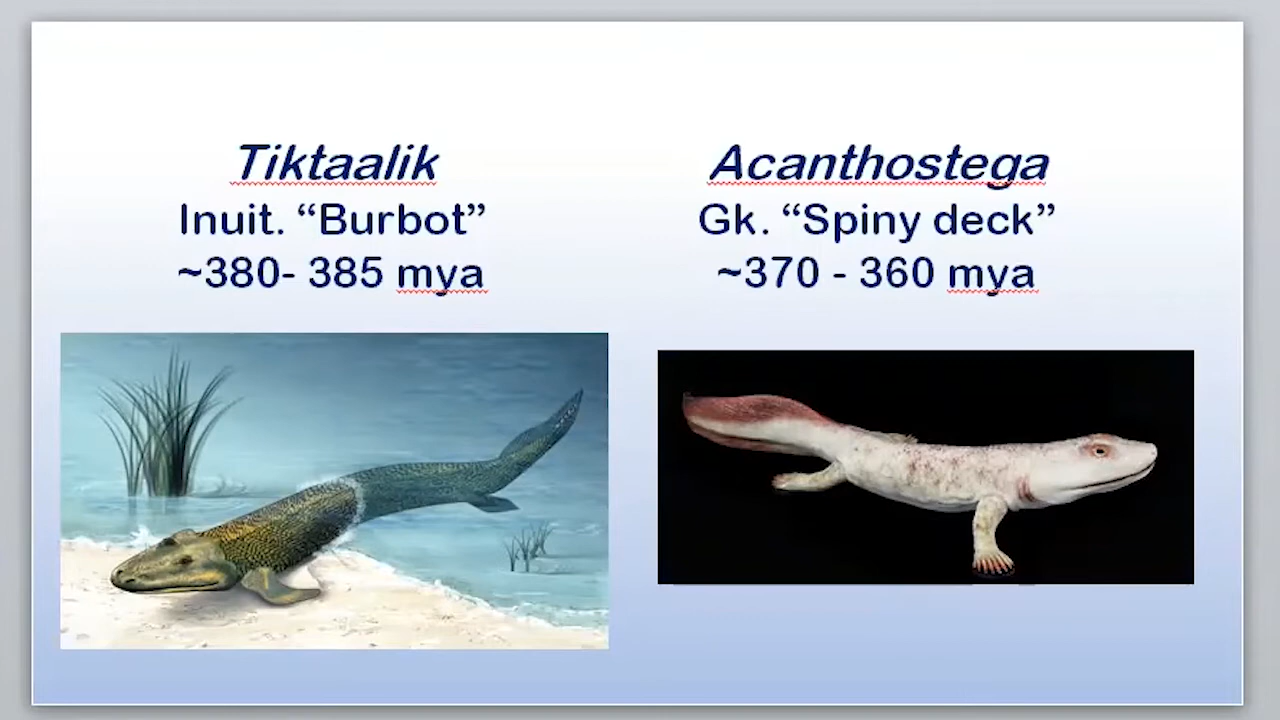 Tiktaalik
Inuit. “Burbot”
~380- 385 mya
Acanthostega
Gk. “Spiny deck”
~370 - 360 mya